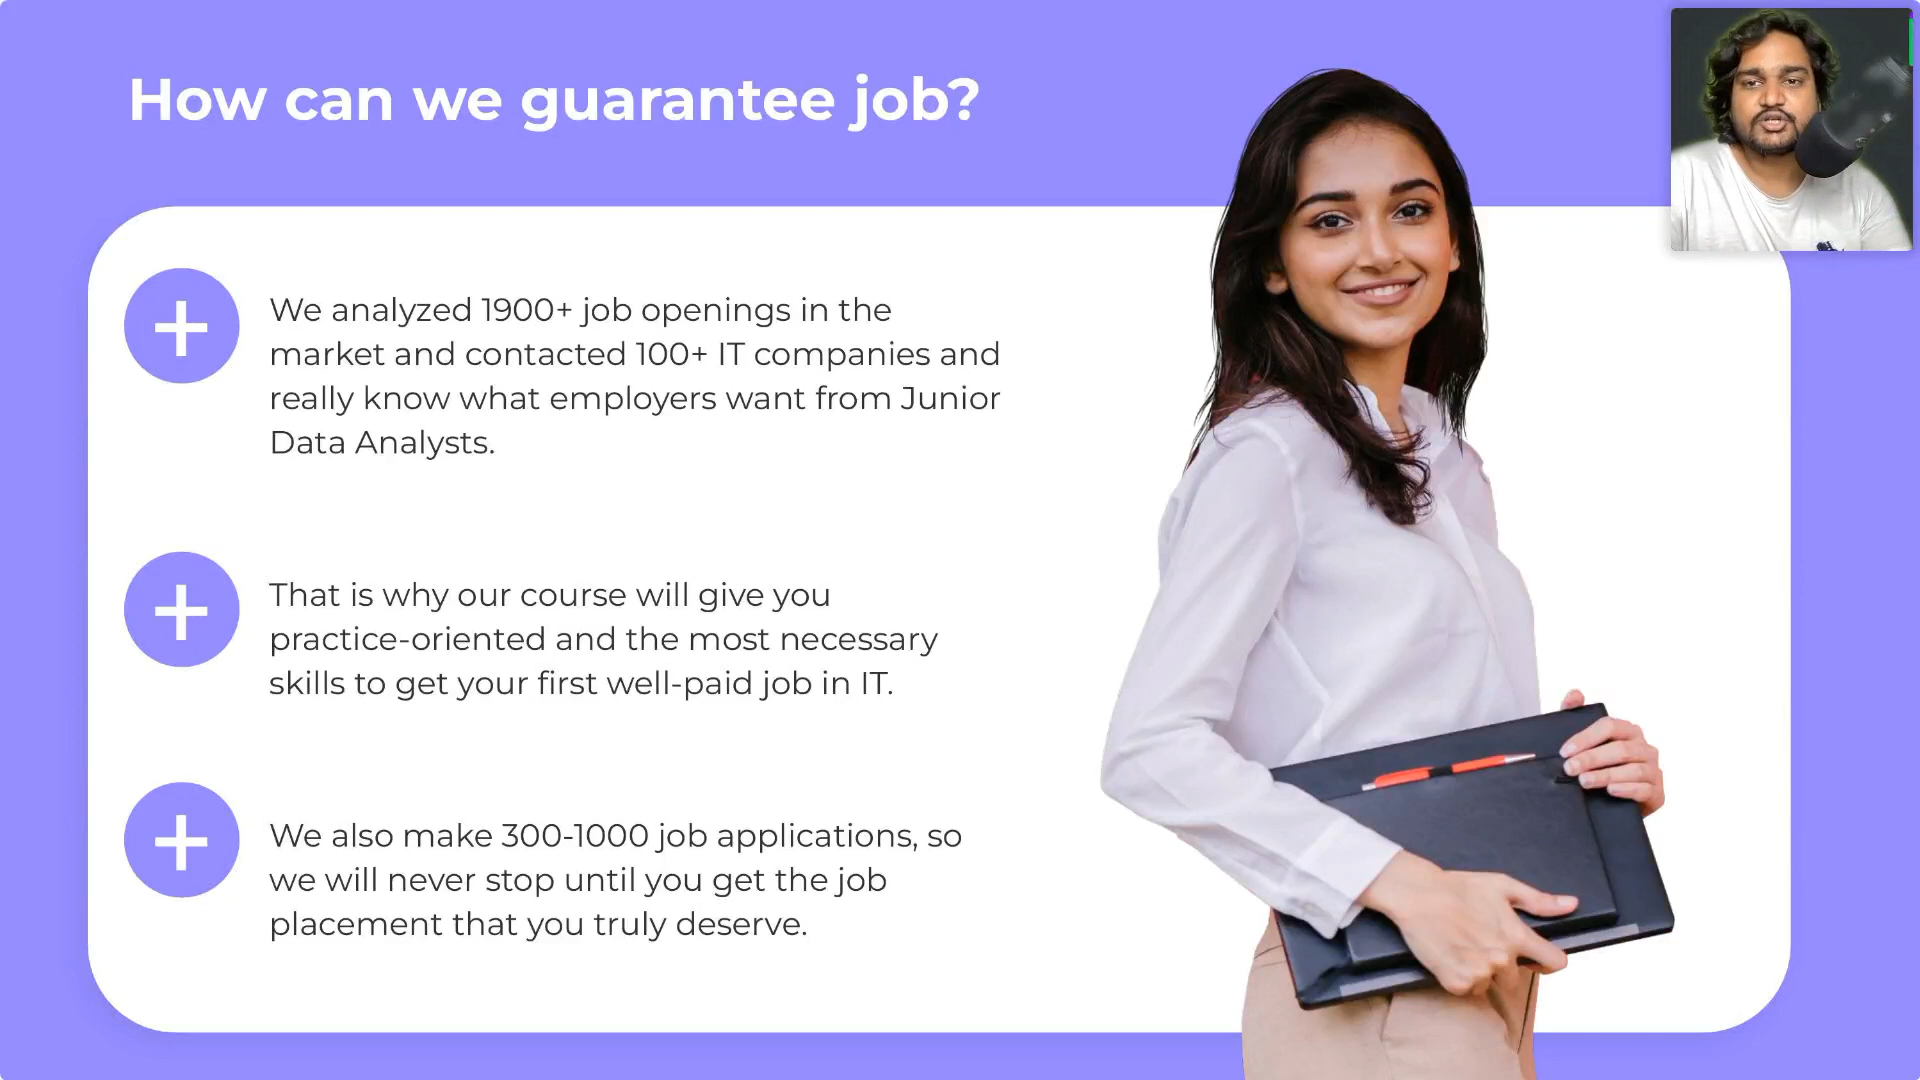 How can we guarantee job?
We analyzed 1900+ job openings in the
market and contacted 100+ IT companies and
really know what employers want from Junior
Data Analysts.
That is why our course will give you
practice-oriented and the most necessary
skills to get your first well-paid job in IT.
We also make 300-1000 job applications, so
we will never stop until you get the job
placement that you truly deserve.